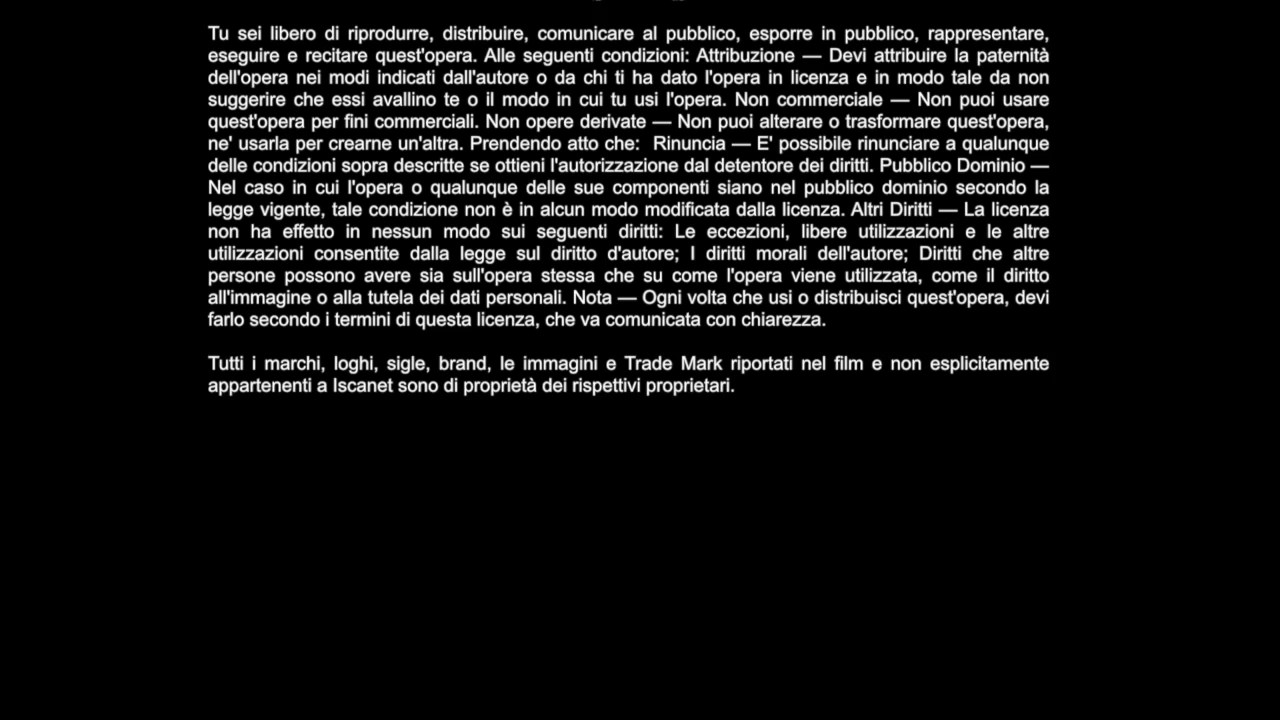 Tu sei libero di riprodurre, distribuire, comunicare al pubblico, esporre in pubblico, rappresentare,
eseguire e recitare quest'opera. Alle seguenti condizioni: Attribuzione — Devi attribuire la paternità
dell'opera nei modi indicati dall'autore o da chi ti ha dato l'opera in licenza e in modo tale da non
suggerire che essi avallino te o il modo in cui tu usi l'opera. Non commerciale — Non puoi usare
quest'opera per fini commerciali. Non opere derivate — Non puoi alterare o trasformare quest'opera,
ne' usarla per crearne un'altra. Prendendo atto che:  Rinuncia — E' possibile rinunciare a qualunque
delle condizioni sopra descritte se ottieni l'autorizzazione dal detentore dei diritti. Pubblico Dominio —
Nel caso in cui l'opera o qualunque delle sue componenti siano nel pubblico dominio secondo la
legge vigente, tale condizione non è in alcun modo modificata dalla licenza. Altri Diritti — La licenza
non ha effetto in nessun modo sui seguenti diritti: Le eccezioni, libere utilizzazioni e le altre
utilizzazioni consentite dalla legge sul diritto d'autore; I diritti morali dell'autore; Diritti che altre
persone possono avere sia sull'opera stessa che su come l'opera viene utilizzata, come il diritto
all'immagine o alla tutela dei dati personali. Nota — Ogni volta che usi o distribuisci quest'opera, devi
farlo secondo i termini di questa licenza, che va comunicata con chiarezza.
Tutti i marchi, loghi, sigle, brand, le immagini e Trade Mark riportati nel film e non esplicitamente
appartenenti a Iscanet sono di proprietà dei rispettivi proprietari.